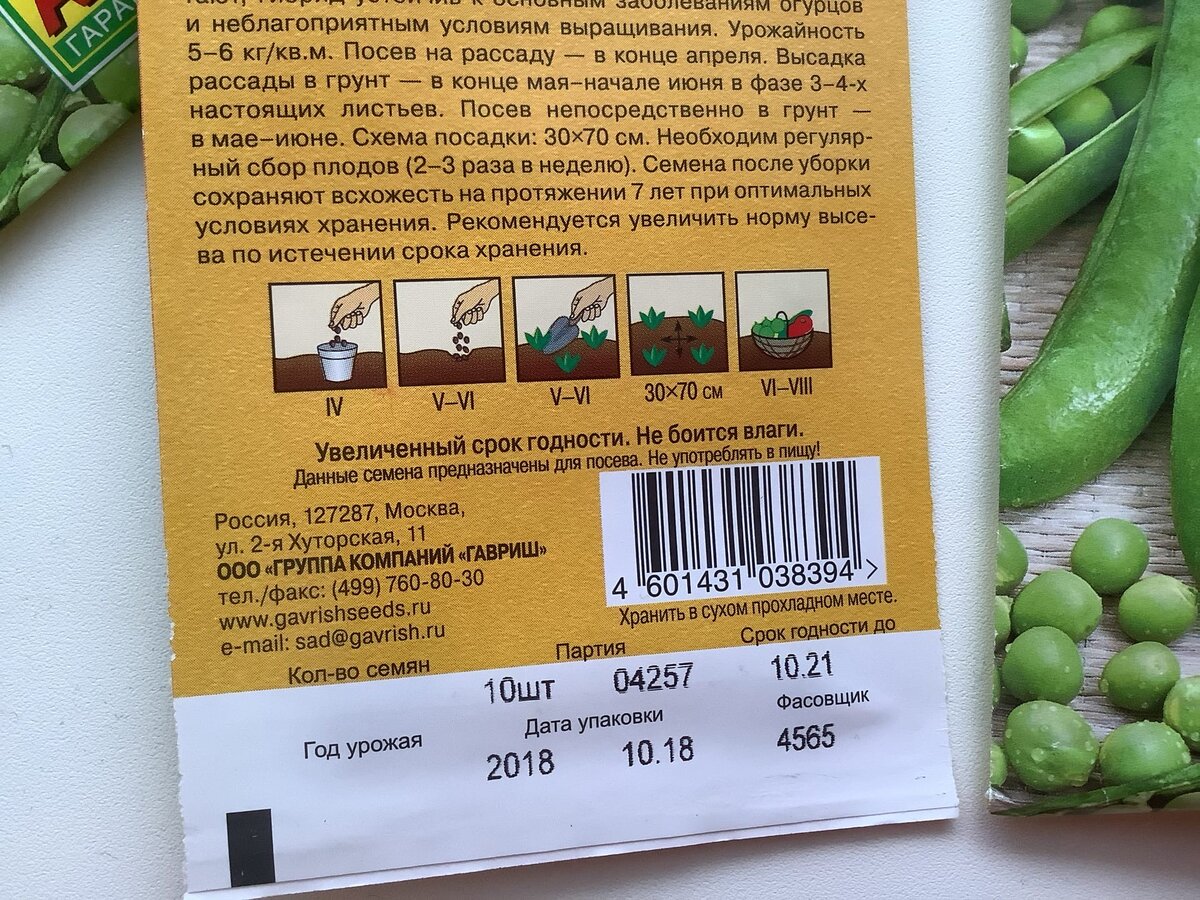 ГАРА
тают, гибрид устойчив к основным заболеваниям огурцов
и неблагоприятным условиям выращивания. Урожайность
5–6 кг/кв.м. Посев на рассаду — в конце апреля. Высадка
рассады в грунт — в конце мая–начале июня в фазе 3–4-х
настоящих листьев. Посев непосредственно в грунт —
в мае–июне. Схема посадки: 30×70 см. Необходим регуляр-
ный сбор плодов (2–3 раза в неделю). Семена после уборки
сохраняют всхожесть на протяжении 7 лет при оптимальных
условиях хранения. Рекомендуется увеличить норму высе-
ва по истечении срока хранения.
IV V–VI V–VI 30×70 см VI–VIII
Увеличенный срок годности. Не боится влаги.
Данные семена предназначены для посева. Не употреблять в пищу!
Россия, 127287, Москва,
ул. 2-я Хуторская, 11
ООО «ГРУППА КОМПАНИЙ «ГАВРИШ»
тел./факс: (499) 760-80-30
www.gavrishseeds.ru
e-mail: sad@gavrish.ru
4 601431 038394 >
Хранить в сухом прохладном месте.
Кол-во семян Партия Срок годности до
10шт 04257 10.21
Год урожая Дата упаковки Фасовщик
2018 10.18 4565